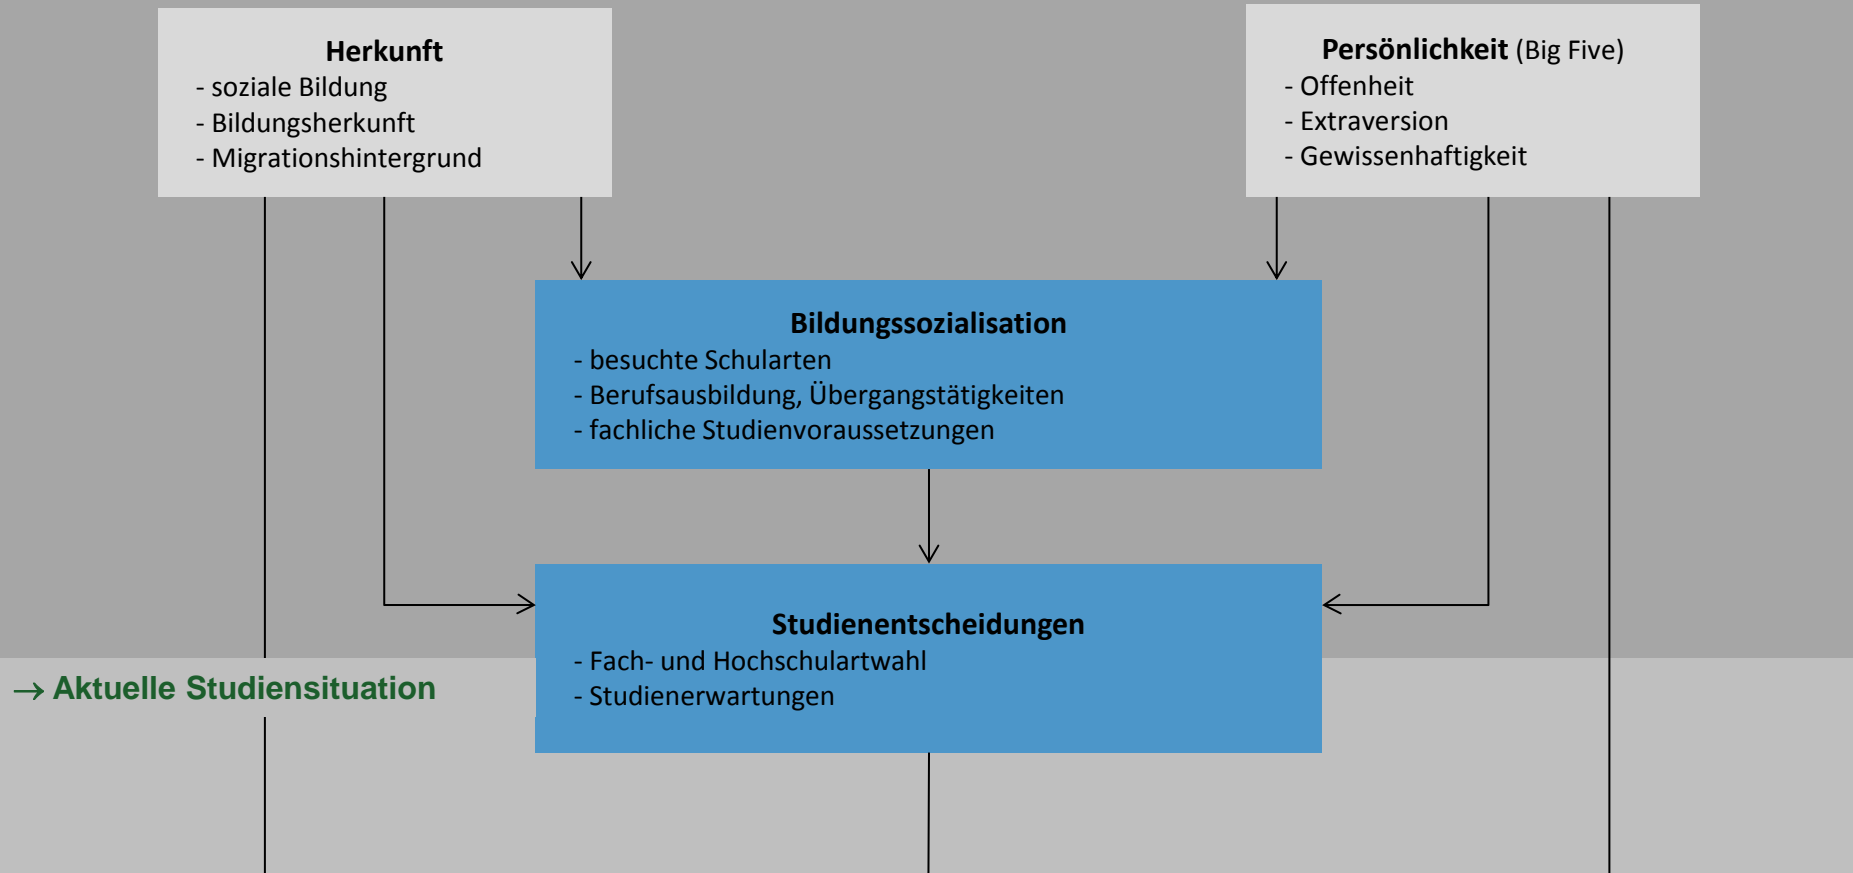 Herkunft
- soziale Bildung
- Bildungsherkunft
- Migrationshintergrund
Persönlichkeit (Big Five)
- Offenheit
- Extraversion
- Gewissenhaftigkeit
Bildungssozialisation
- besuchte Schularten
- Berufsausbildung, Übergangstätigkeiten
- fachliche Studienvoraussetzungen
Studienentscheidungen
- Fach- und Hochschulartwahl
- Studienerwartungen
→ Aktuelle Studiensituation